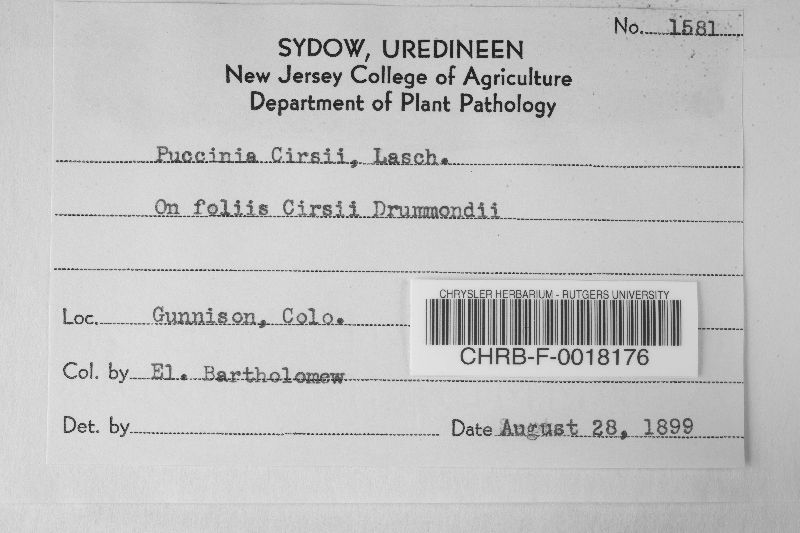 No. 1581
SYDOW, UREDINEEN
New Jersey College of Agriculture
Department of Plant Pathology
Puccinia Cirsii, Lasch.
On foliis Cirsii Drummondii
Loc. Gunnison, Colo.
CHRYSLER HERBARIUM - RUTGERS UNIVERSITY
CHRB-F-0018176
Col. by El. Bartholomew
Det. by
Date August 28, 1899